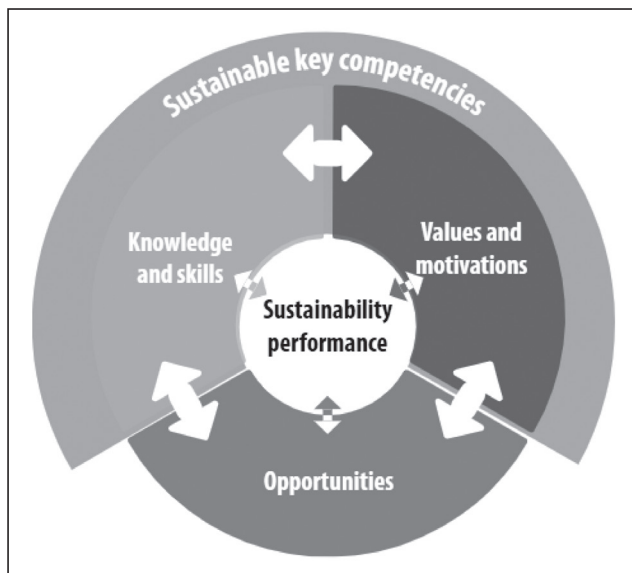 Sustainable key competencies
Knowledge
and skills
Values and
motivations
Sustainability
performance
Opportunities